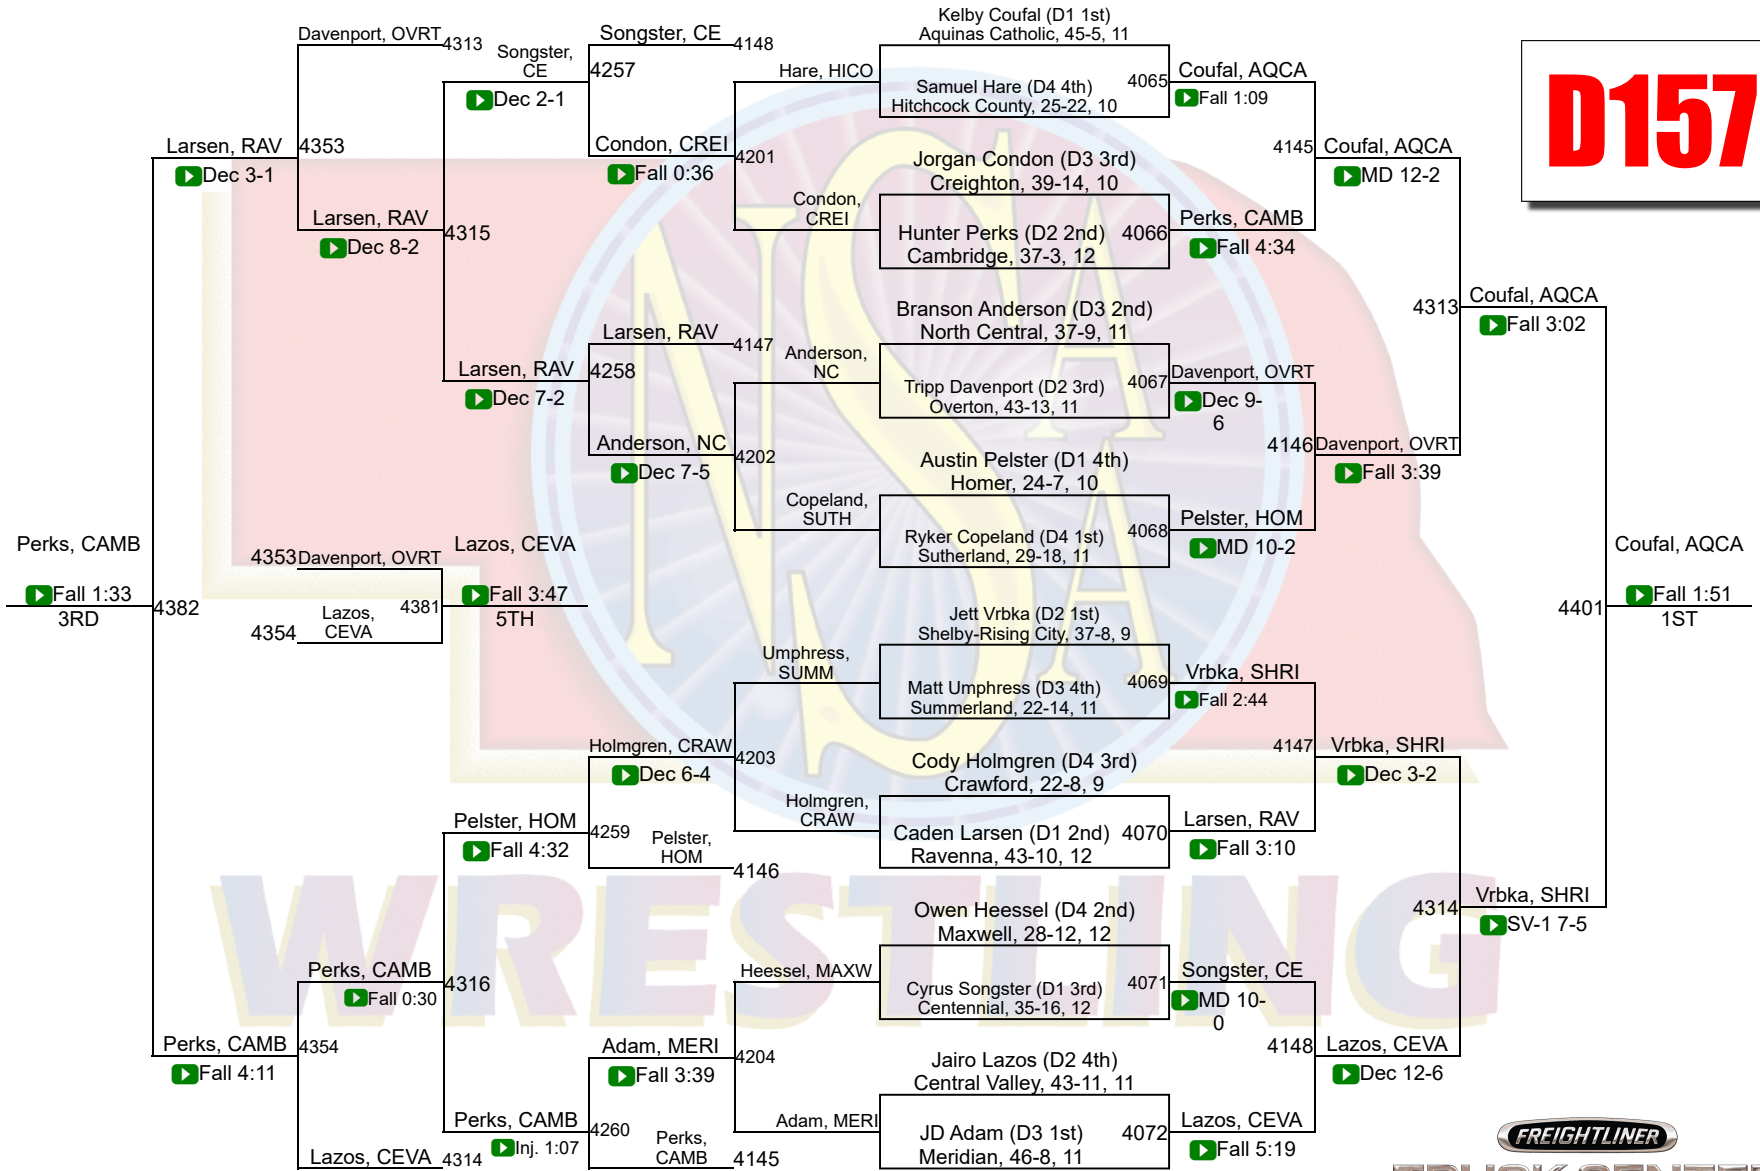 D157
Davenport, OVRT
4313
Songster,
CE
4257
Dec 2-1
Songster, CE
4148
Larsen, RAV
4353
Dec 3-1
Larsen, RAV
Dec 8-2
4315
Condon, CREI
Fall 0:36
4201
Hare, HICO
Condon,
CREI
Larsen, RAV
4147
Larsen, RAV
4258
Dec 7-2
Anderson, NC
Dec 7-5
4202
Anderson,
NC
Copeland,
SUTH
Perks, CAMB
Fall 1:33
3RD
4382
4353
Davenport, OVRT
4354
Lazos,
CEVA
4381
Lazos, CEVA
Fall 3:47
5TH
Umphress,
SUMM
Holmgren, CRAW
Dec 6-4
4203
Holmgren,
CRAW
Pelster, HOM
Fall 4:32
4259
Pelster,
HOM
4146
Perks, CAMB
Fall 0:30
4316
Perks, CAMB
Fall 4:11
4354
Lazos, CEVA
4314
Heessel, MAXW
Adam, MERI
Fall 3:39
4204
Adam, MERI
Perks, CAMB
Inj. 1:07
4260
Perks,
CAMB
4145
Kelby Coufal (D1 1st)
Aquinas Catholic, 45-5, 11
Samuel Hare (D4 4th)
Hitchcock County, 25-22, 10
4065
Coufal, AQCA
Fall 1:09
Jorgan Condon (D3 3rd)
Creighton, 39-14, 10
Hunter Perks (D2 2nd)
Cambridge, 37-3, 12
4066
Perks, CAMB
Fall 4:34
4145
Coufal, AQCA
MD 12-2
Branson Anderson (D3 2nd)
North Central, 37-9, 11
Tripp Davenport (D2 3rd)
Overton, 43-13, 11
4067
Davenport, OVRT
Dec 9-
6
Austin Pelster (D1 4th)
Homer, 24-7, 10
Ryker Copeland (D4 1st)
Sutherland, 29-18, 11
4068
Pelster, HOM
MD 10-2
4146
Davenport, OVRT
Fall 3:39
4313
Coufal, AQCA
Fall 3:02
Jett Vrbka (D2 1st)
Shelby-Rising City, 37-8, 9
Matt Umphress (D3 4th)
Summerland, 22-14, 11
4069
Vrbka, SHRI
Fall 2:44
Cody Holmgren (D4 3rd)
Crawford, 22-8, 9
Caden Larsen (D1 2nd)
Ravenna, 43-10, 12
4070
Larsen, RAV
Fall 3:10
4147
Vrbka, SHRI
Dec 3-2
Owen Heessel (D4 2nd)
Maxwell, 28-12, 12
Cyrus Songster (D1 3rd)
Centennial, 35-16, 12
4071
Songster, CE
MD 10-
0
Jairo Lazos (D2 4th)
Central Valley, 43-11, 11
JD Adam (D3 1st)
Meridian, 46-8, 11
4072
Lazos, CEVA
Fall 5:19
4148
Lazos, CEVA
Dec 12-6
4314
Vrbka, SHRI
SV-1 7-5
4401
Coufal, AQCA
Fall 1:51
1ST
NSAA
WRESTLING
FREIGHTLINER